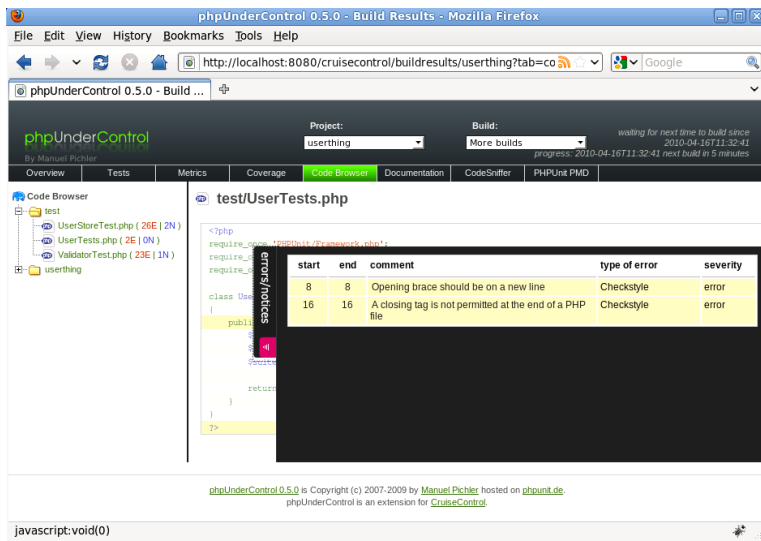 phpUnderControl 0.5.0 - Build Results - Mozilla Firefox
File Edit View History Bookmarks Tools Help
http://localhost:8080/cruisecontrol/buildresults/userthing?tab=co
Google
phpUnderControl 0.5.0 - Build ...
phpUnderControl
By Manuel Pichler
Project:
userthing
Build:
More builds
waiting for next time to build since
2010-04-16T11:32:41
progress: 2010-04-16T11:32:41 next build in 5 minutes
Overview Tests Metrics Coverage Code Browser Documentation CodeSniffer PHPUnit PMD
Code Browser
test
UserStoreTest.php ( 26E | 2N )
UserTests.php ( 2E | 0N )
ValidatorTest.php ( 23E | 1N )
userthing
test/UserTests.php
<?php
require_once 'PHPUnit/Framework.php';
require_
require_
class Use
{
publi
$suite
return
}
}
?>
errors/notices
start end comment type of error severity
8 8 Opening brace should be on a new line Checkstyle error
16 16 A closing tag is not permitted at the end of a PHP file Checkstyle error
phpUnderControl 0.5.0 is Copyright (c) 2007-2009 by Manuel Pichler hosted on phpunit.de.
phpUnderControl is an extension for CruiseControl.
javascript:void(0)